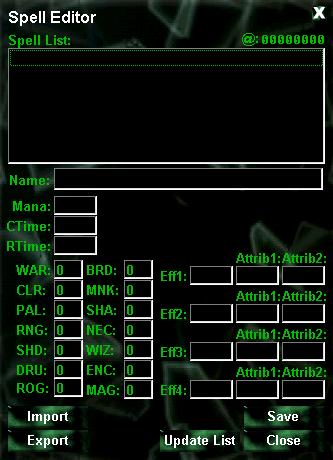 Spell Editor X
Spell List: @:00000000
Name:
Mana:
CTime:
RTime:
Attrib1:Attrib2:
WAR: 0 BRD: 0 Eff1:
CLR: 0 MNK: 0
Attrib1:Attrib2:
PAL: 0 SHA: 0 Eff2:
RNG: 0 NEC: 0
Attrib1:Attrib2:
SHD: 0 WIZ: 0 Eff3:
DRU: 0 ENC: 0
Attrib1:Attrib2:
ROG: 0 MAG: 0 Eff4:
Import Save
Export Update List Close